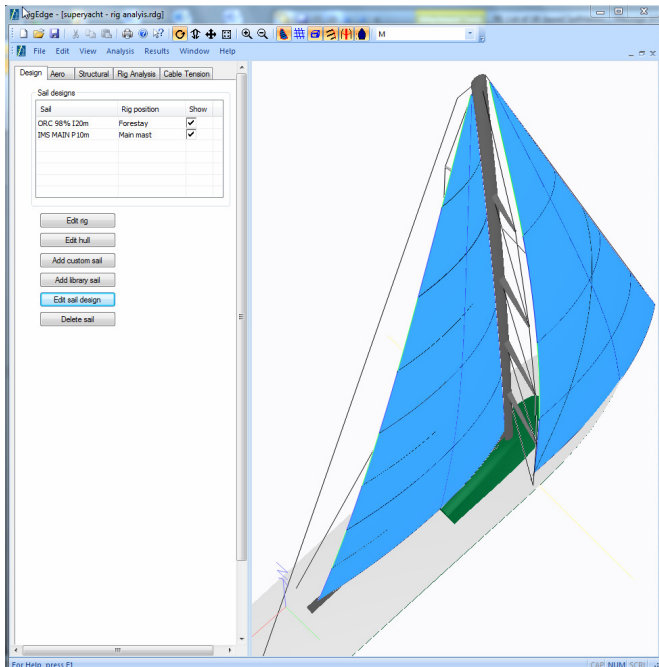 RigEdge - [superyacht - rig analyis.rdg]
M
File Edit View Analysis Results Window Help
Design Aero Structural Rig Analysis Cable Tension
Sail designs
Sail Rig position Show
ORC 98% I20m Forestay
IMS MAIN P10m Main mast
Edit rig
Edit hull
Add custom sail
Add library sail
Edit sail design
Delete sail
For Help, press F1 CAP NUM SCRL